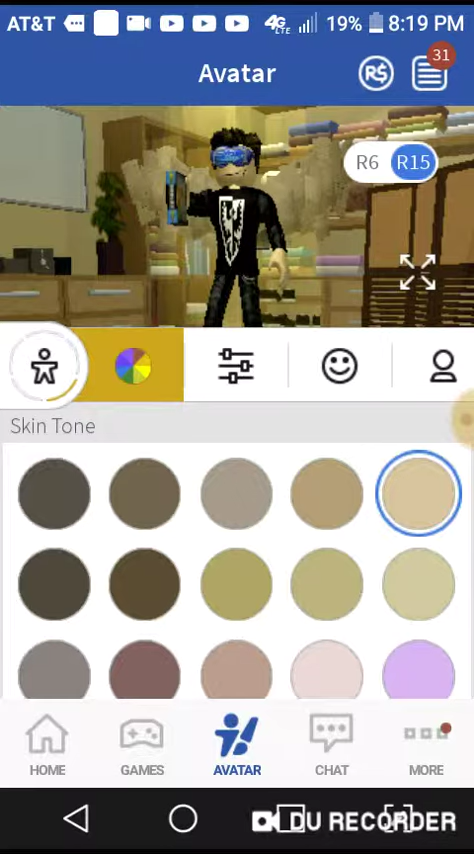 AT&T 4G LTE 19% 8:19 PM
Avatar
R$
31
R6 R15
Skin Tone
HOME GAMES AVATAR CHAT MORE
DU RECORDER